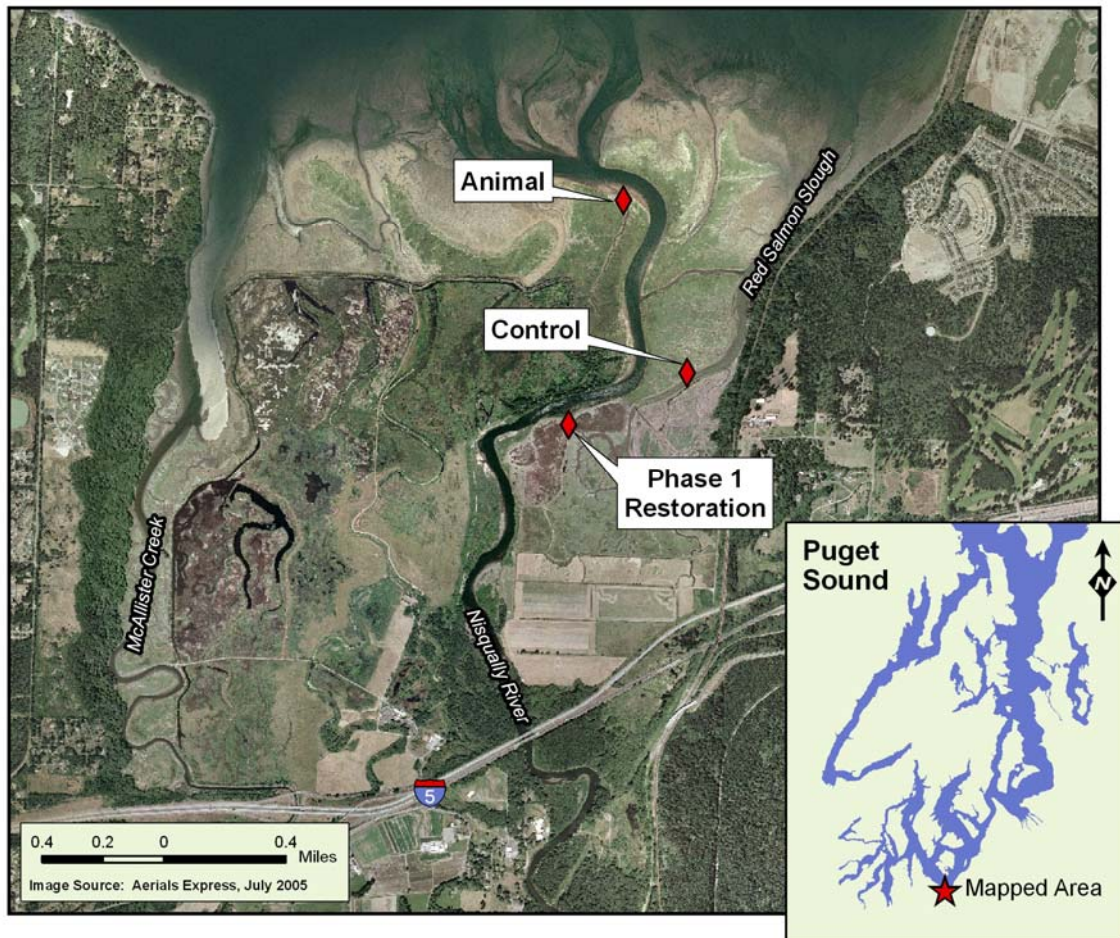 Animal
Red Salmon Slough
Control
Phase 1
Restoration
McAllister Creek
Nisqually River
5
0.4 0.2 0 0.4
Miles
Image Source: Aerials Express, July 2005
Puget
Sound
N
Mapped Area